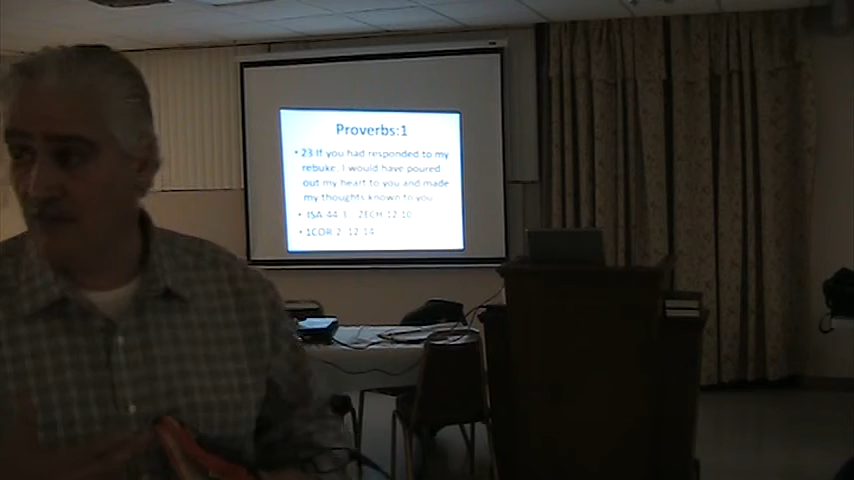 Proverbs:1
• 23 If you had responded to my
rebuke, I would have poured
out my heart to you and made
my thoughts known to you
• ISA 44:3 ZECH 12:10
• 1COR 2: 12-14